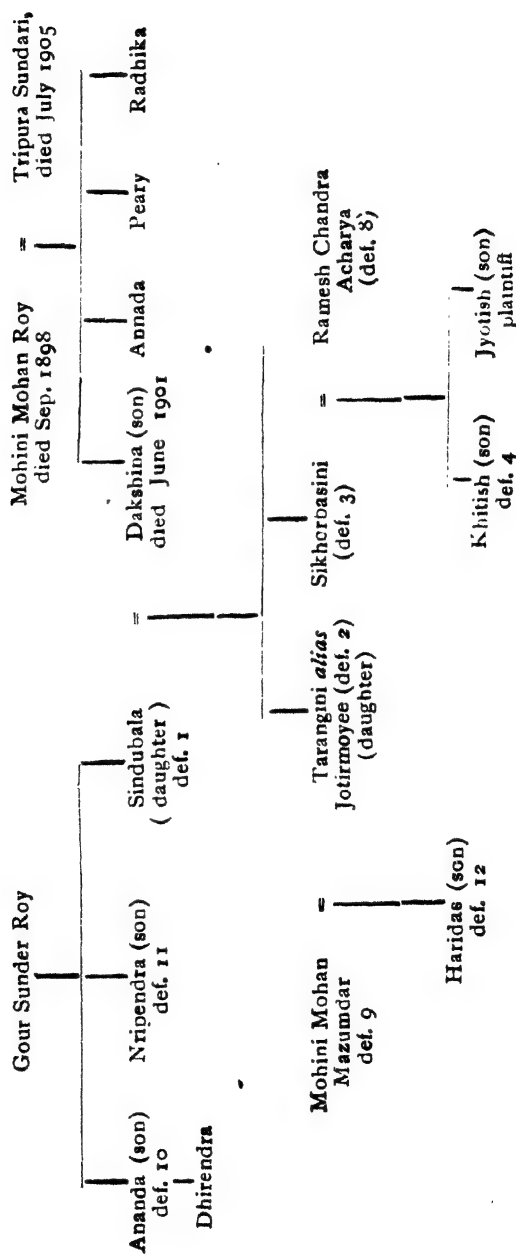 Gour Sunder Roy
Mohini Mohan Roy
died Sep. 1898
=
Tripura Sundari,
died July 1905
Ananda (son)
def. 10
Dhirendra
Nripendra (son)
def. 11
Sindubala
( daughter )
def. 1
=
Dakshina (son)
died June 1901
Annada
Peary
Radhika
Mohini Mohan
Mazumdar
def. 9
=
Tarangini alias
Jotirmoyee (def. 2)
(daughter)
Sikhorbasini
(def. 3)
=
Ramesh Chandra
Acharya
(def. 8)
Haridas (son)
def. 12
Khitish (son)
def. 4
Jyotish (son)
plaintiff